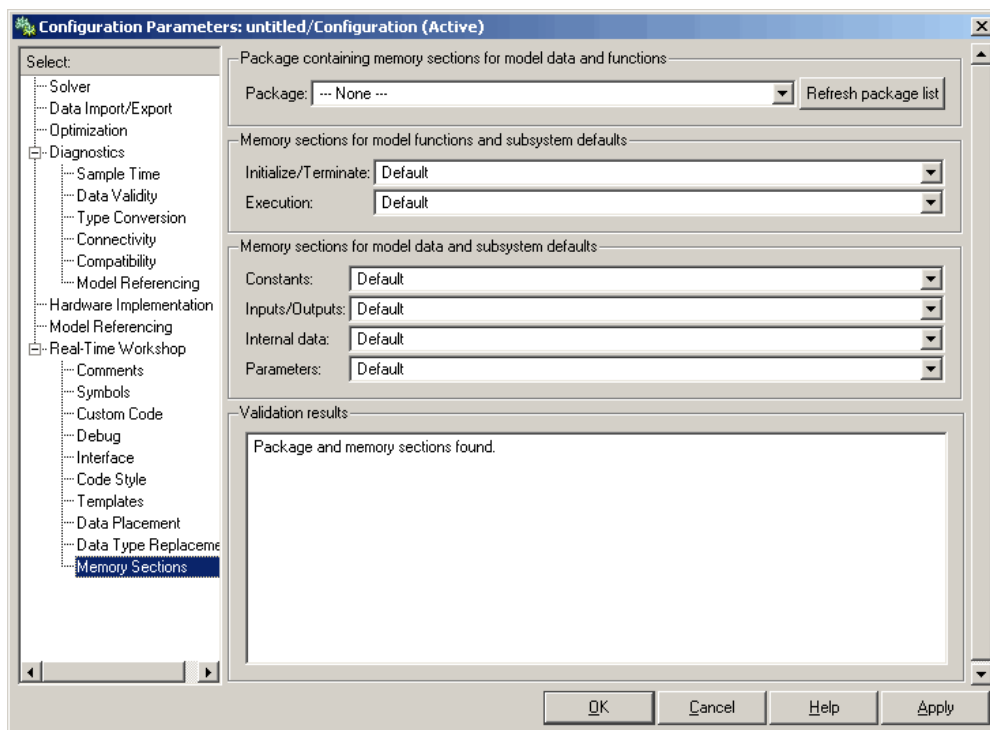 Configuration Parameters: untitled/Configuration (Active)
Select:
Solver
Data Import/Export
Optimization
Diagnostics
Sample Time
Data Validity
Type Conversion
Connectivity
Compatibility
Model Referencing
Hardware Implementation
Model Referencing
Real-Time Workshop
Comments
Symbols
Custom Code
Debug
Interface
Code Style
Templates
Data Placement
Data Type Replaceme
Memory Sections
Package containing memory sections for model data and functions
Package: --- None --- Refresh package list
Memory sections for model functions and subsystem defaults
Initialize/Terminate: Default
Execution: Default
Memory sections for model data and subsystem defaults
Constants: Default
Inputs/Outputs: Default
Internal data: Default
Parameters: Default
Validation results
Package and memory sections found.
OK Cancel Help Apply